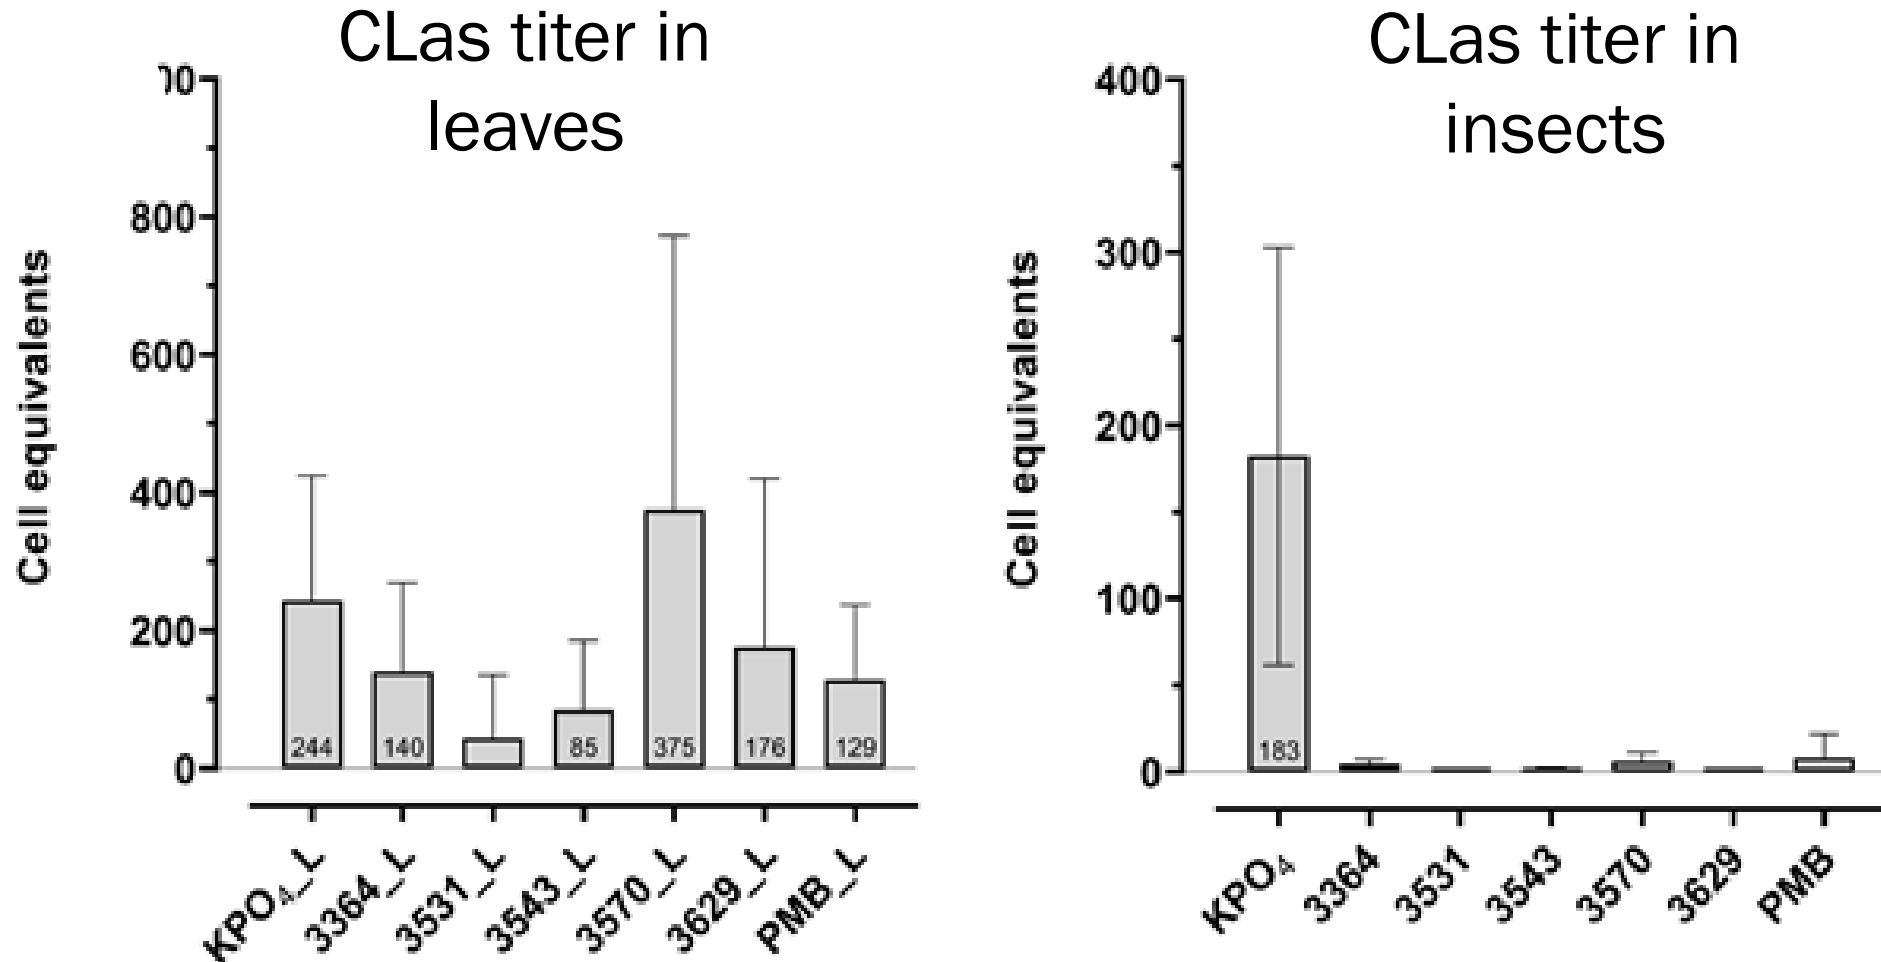 CLas titer in
leaves
00
800
600
400
200
0
Cell equivalents
244
140
85
375
176
129
KPO₄_L
3364_L
3531_L
3543_L
3570_L
3629_L
PMB_L
CLas titer in
insects
400
300
200
100
0
Cell equivalents
183
KPO₄
3364
3531
3543
3570
3629
PMB